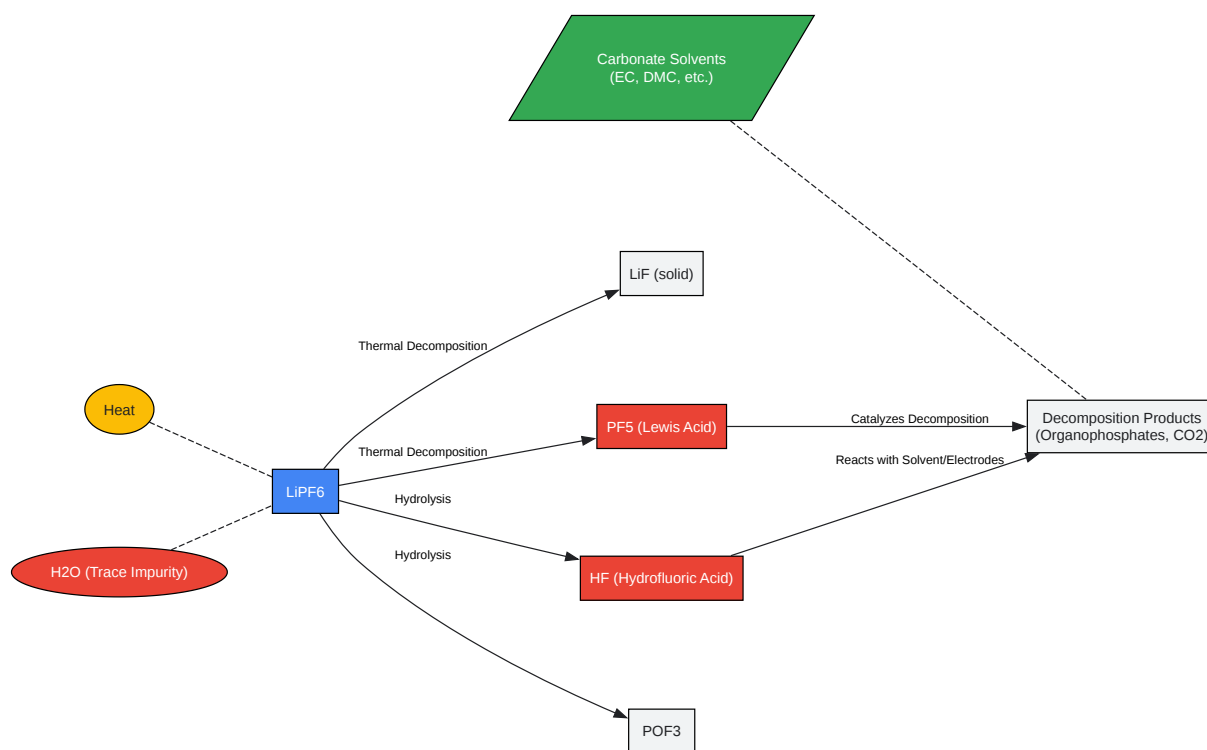 Carbonate Solvents
(EC, DMC, etc.)
LiF (solid)
Thermal Decomposition
Heat
PF5 (Lewis Acid)
Catalyzes Decomposition
Decomposition Products
(Organophosphates, CO2)
Thermal Decomposition
Reacts with Solvent/Electrodes
LiPF6
Hydrolysis
Hydrolysis
H2O (Trace Impurity)
HF (Hydrofluoric Acid)
POF3